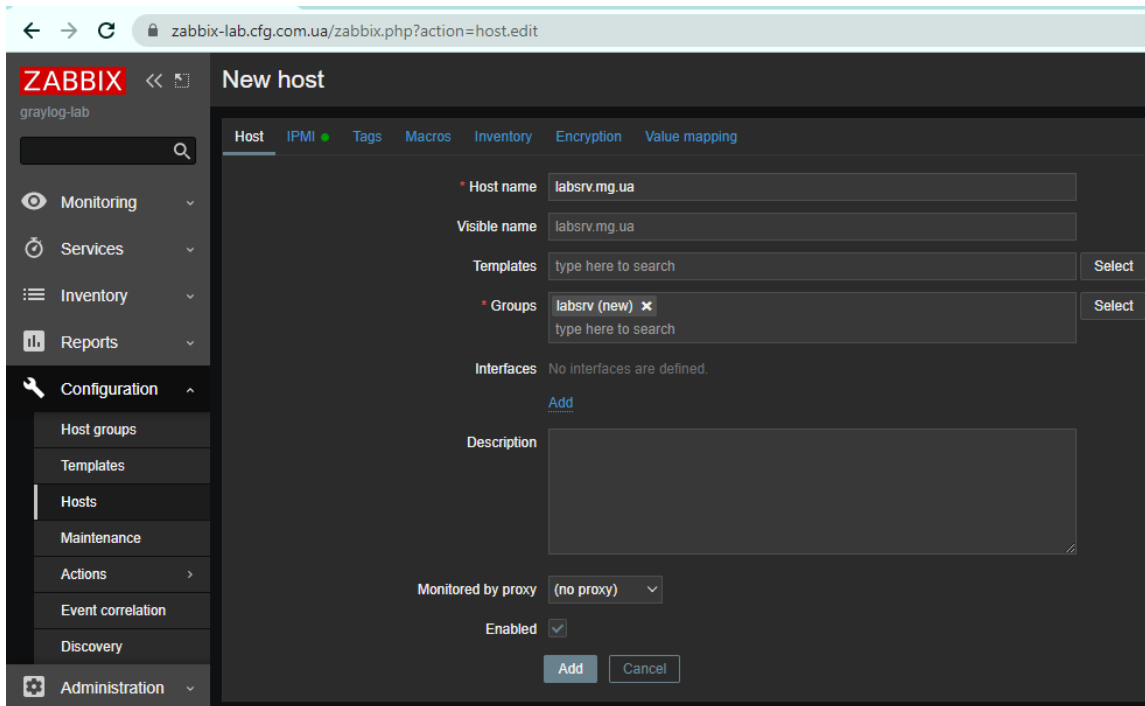 zabbix-lab.cfg.com.ua/zabbix.php?action=host.edit
ZABBIX
graylog-lab
Monitoring
Services
Inventory
Reports
Configuration
Host groups
Templates
Hosts
Maintenance
Actions
Event correlation
Discovery
Administration
New host
Host IPMI Tags Macros Inventory Encryption Value mapping
* Host name labsrv.mg.ua
Visible name labsrv.mg.ua
Templates type here to search Select
* Groups labsrv (new) Select
type here to search
Interfaces No interfaces are defined.
Add
Description
Monitored by proxy (no proxy)
Enabled
Add Cancel